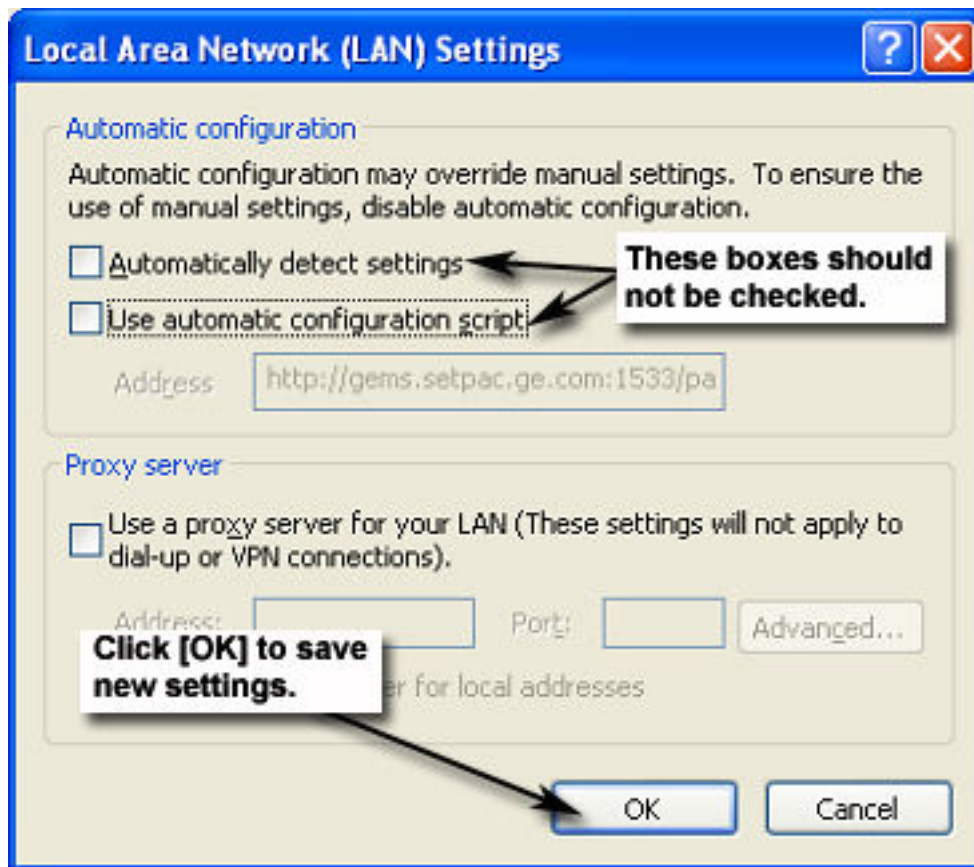 Local Area Network (LAN) Settings
Automatic configuration
Automatic configuration may override manual settings. To ensure the
use of manual settings, disable automatic configuration.
Automatically detect settings
These boxes should
not be checked.
Use automatic configuration script
Address
http://gems.setpac.ge.com:1533/pa
Proxy server
Use a proxy server for your LAN (These settings will not apply to
dial-up or VPN connections).
Address:
Port:
Advanced...
Click [OK] to save
new settings.
for local addresses
OK
Cancel